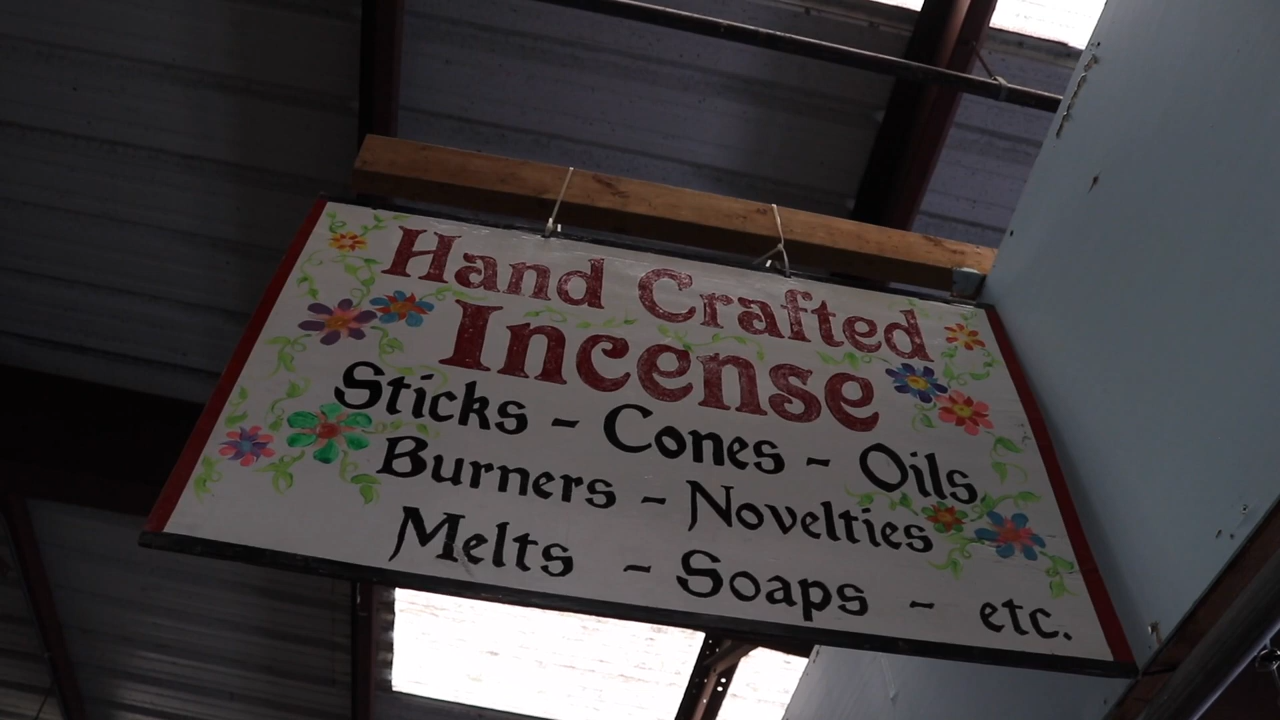 Hand Crafted
Incense
Sticks - Cones - Oils
Burners - Novelties
Melts - Soaps - etc.